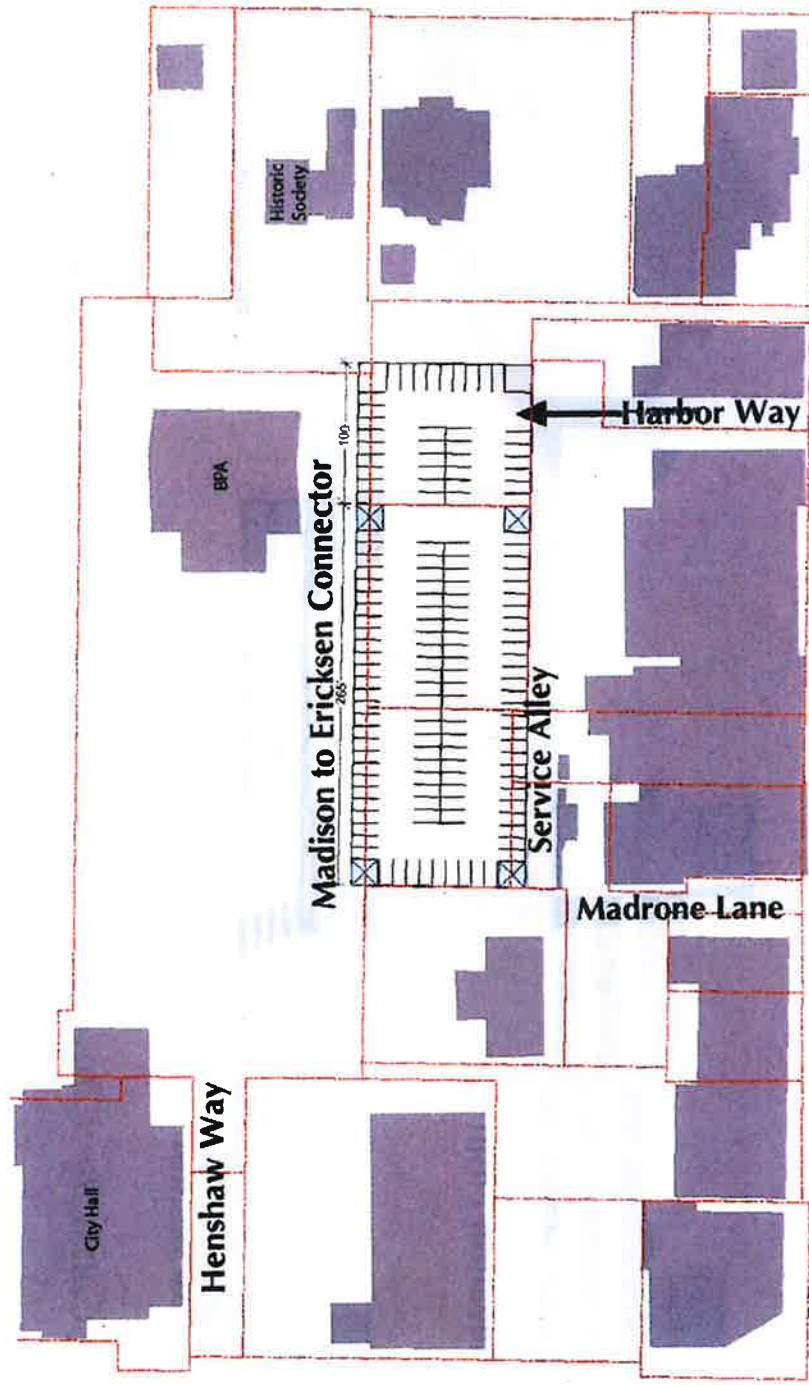 Historic
Society
BPA
Madison to Ericksen Connector
100
265'
Harbor Way
Service Alley
Madrone Lane
City Hall
Henshaw Way